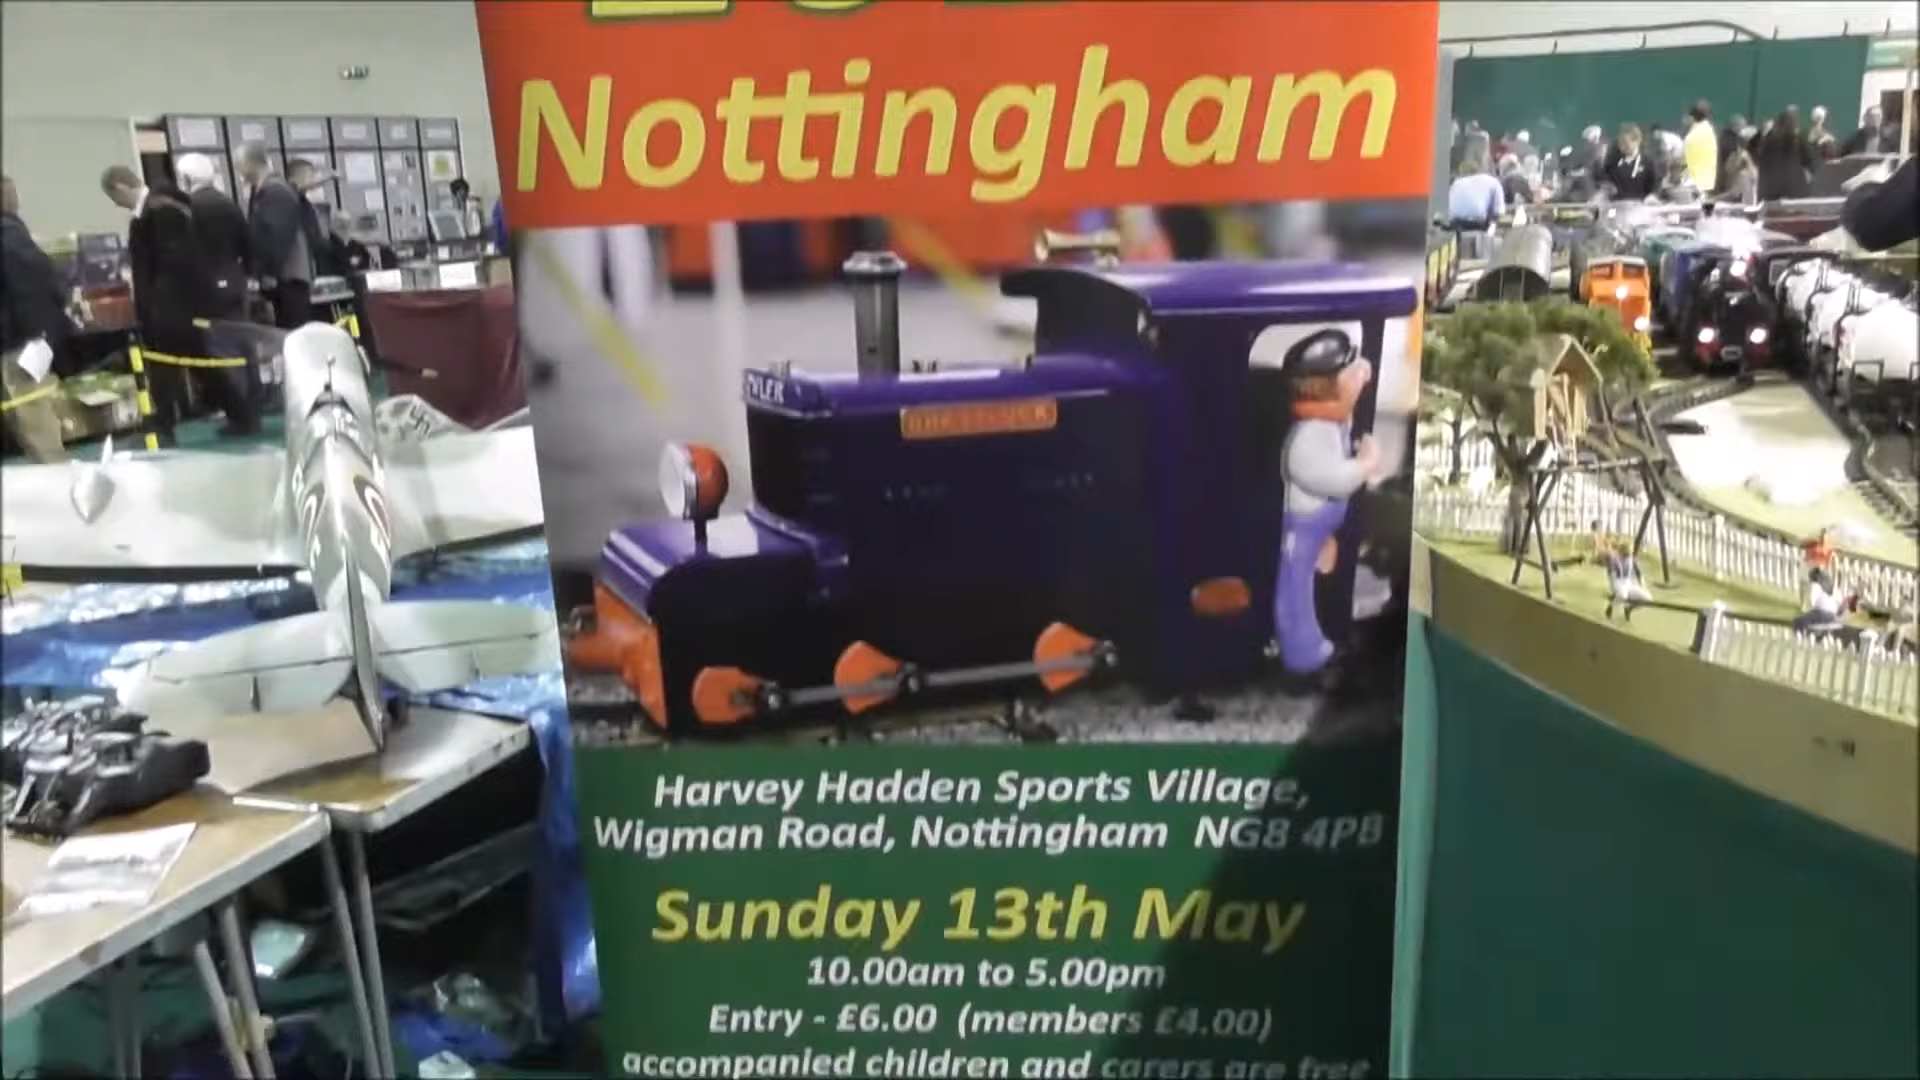 Nottingham
Harvey Hadden Sports Village,
Wigman Road, Nottingham NG8 4PB
Sunday 13th May
10.00am to 5.00pm
Entry - £6.00 (members £4.00)
accompanied children and carers are free